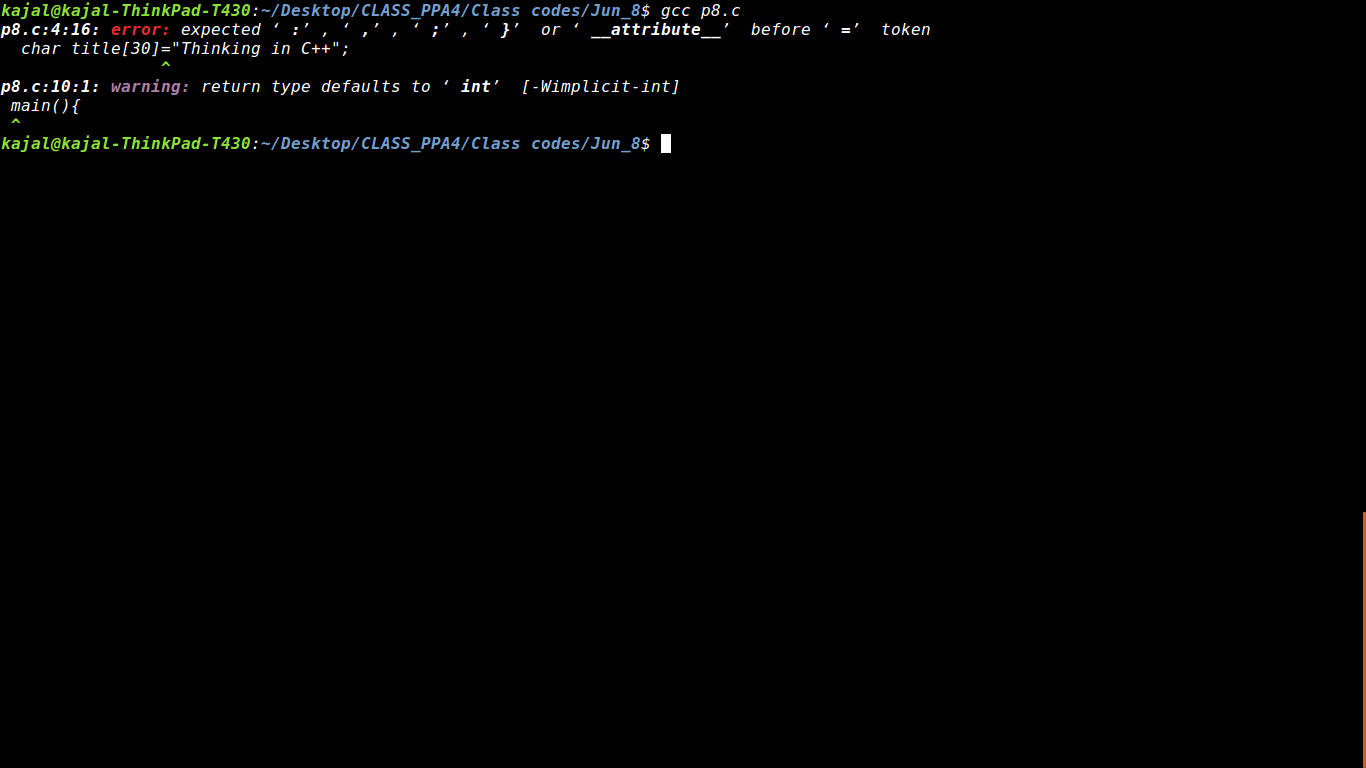 kajal@kajal-ThinkPad-T430:~/Desktop/CLASS_PPA4/Class codes/Jun_8$ gcc p8.c
p8.c:4:16: error: expected ‘ :’ , ‘ ,’ , ‘ ;’ , ‘ }’  or ‘ __attribute__’  before ‘ =’  token
  char title[30]="Thinking in C++";
                ^
p8.c:10:1: warning: return type defaults to ‘ int’  [-Wimplicit-int]
 main(){
 ^
kajal@kajal-ThinkPad-T430:~/Desktop/CLASS_PPA4/Class codes/Jun_8$